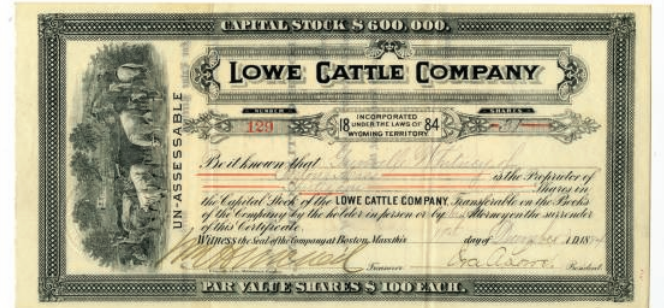 CAPITAL STOCK $600,000.
LOWE CATTLE COMPANY
NUMBER
SHARES
129
INCORPORATED
18 UNDER THE LAWS OF 84
WYOMING TERRITORY.
UN-ASSESSABLE
Be it known that
is the Proprietor of
Shares in
the Capital Stock of the LOWE CATTLE COMPANY, Transferable on the Books
of the Company by the holder in person or by his Attorney on the surrender
of this Certificate.
Witness the Seal of the Company at Boston, Mass. this day of December A.D. 188
Treasurer President
PAR VALUE SHARES $100 EACH.